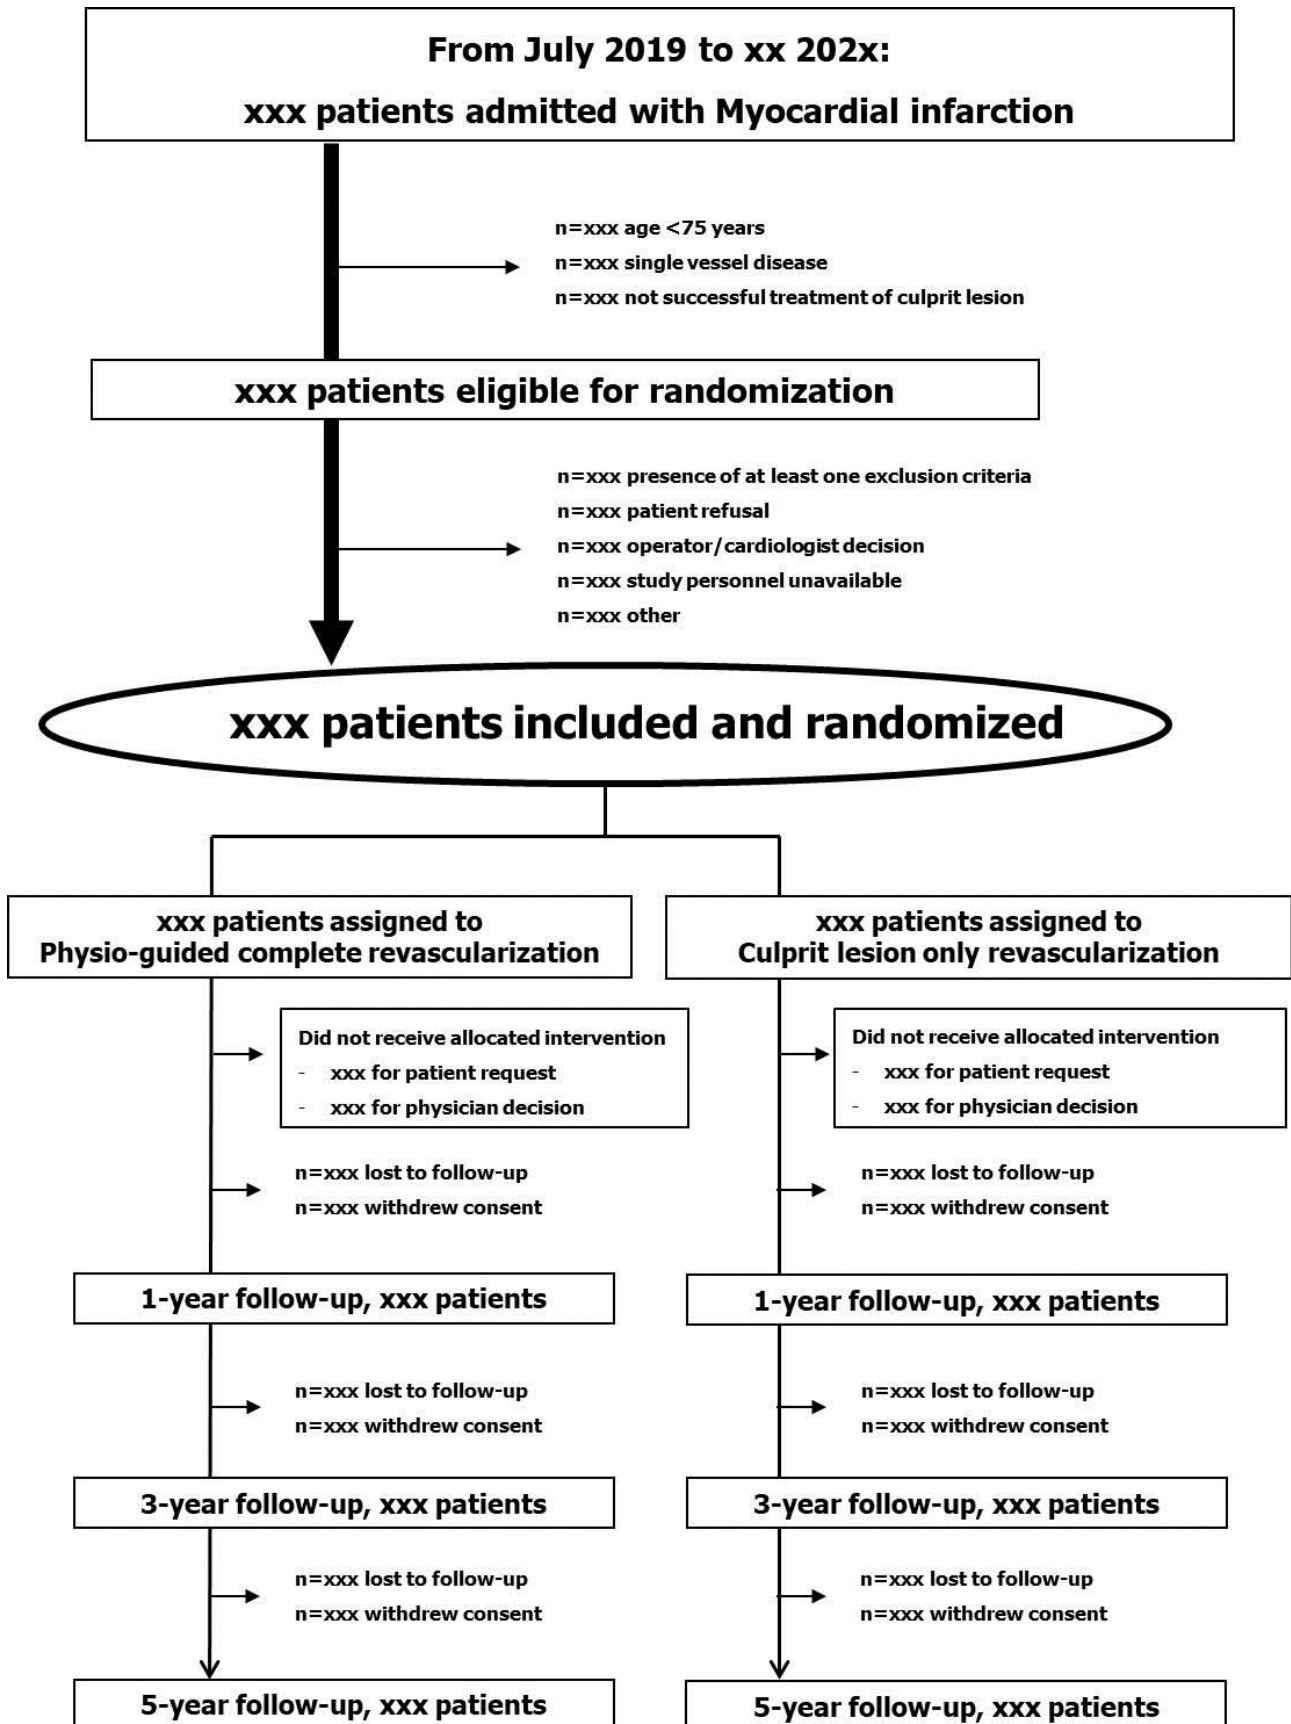 From July 2019 to xx 202x:
xxx patients admitted with Myocardial infarction
n=xxx age <75 years
n=xxx single vessel disease
n=xxx not successful treatment of culprit lesion
xxx patients eligible for randomization
n=xxx presence of at least one exclusion criteria
n=xxx patient refusal
n=xxx operator/cardiologist decision
n=xxx study personnel unavailable
n=xxx other
xxx patients included and randomized
xxx patients assigned to
Physio-guided complete revascularization
xxx patients assigned to
Culprit lesion only revascularization
Did not receive allocated intervention
- xxx for patient request
- xxx for physician decision
Did not receive allocated intervention
- xxx for patient request
- xxx for physician decision
n=xxx lost to follow-up
n=xxx withdrew consent
n=xxx lost to follow-up
n=xxx withdrew consent
1-year follow-up, xxx patients
1-year follow-up, xxx patients
n=xxx lost to follow-up
n=xxx withdrew consent
n=xxx lost to follow-up
n=xxx withdrew consent
3-year follow-up, xxx patients
3-year follow-up, xxx patients
n=xxx lost to follow-up
n=xxx withdrew consent
n=xxx lost to follow-up
n=xxx withdrew consent
5-year follow-up, xxx patients
5-year follow-up, xxx patients